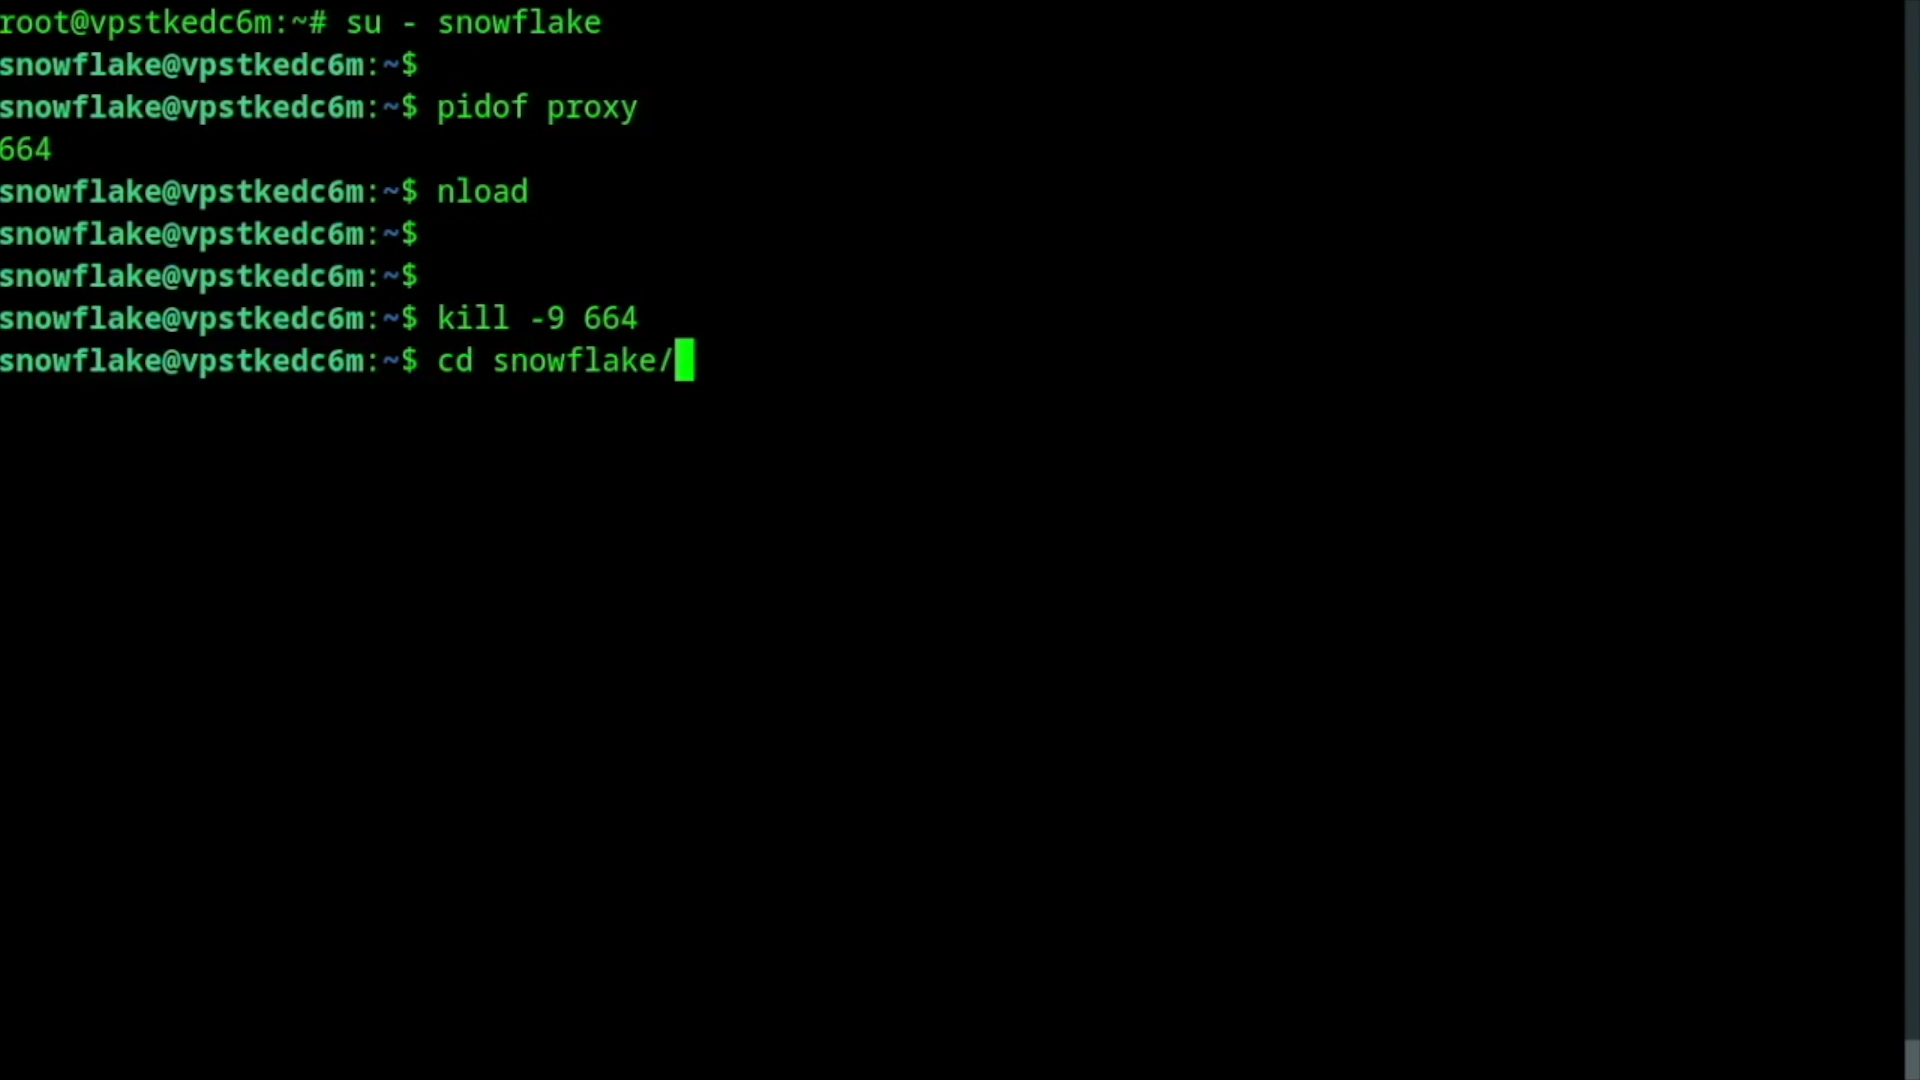 root@vpstkedc6m:~# su - snowflake
snowflake@vpstkedc6m:~$
snowflake@vpstkedc6m:~$ pidof proxy
664
snowflake@vpstkedc6m:~$ nload
snowflake@vpstkedc6m:~$
snowflake@vpstkedc6m:~$
snowflake@vpstkedc6m:~$ kill -9 664
snowflake@vpstkedc6m:~$ cd snowflake/